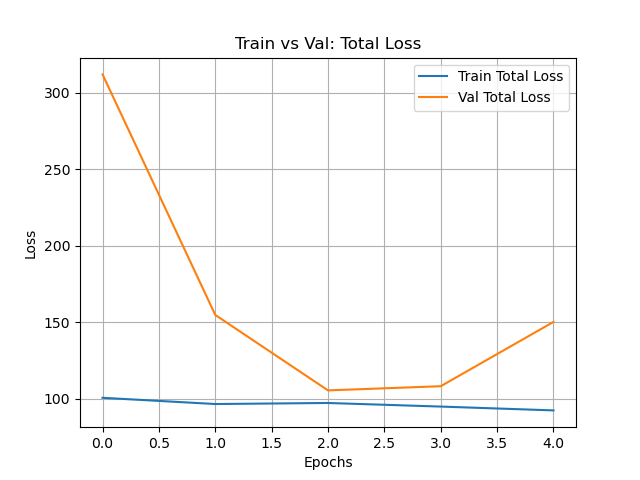 Train vs Val: Total Loss
Train Total Loss
Val Total Loss
300
250
200
150
100
Loss
0.0 0.5 1.0 1.5 2.0 2.5 3.0 3.5 4.0
Epochs